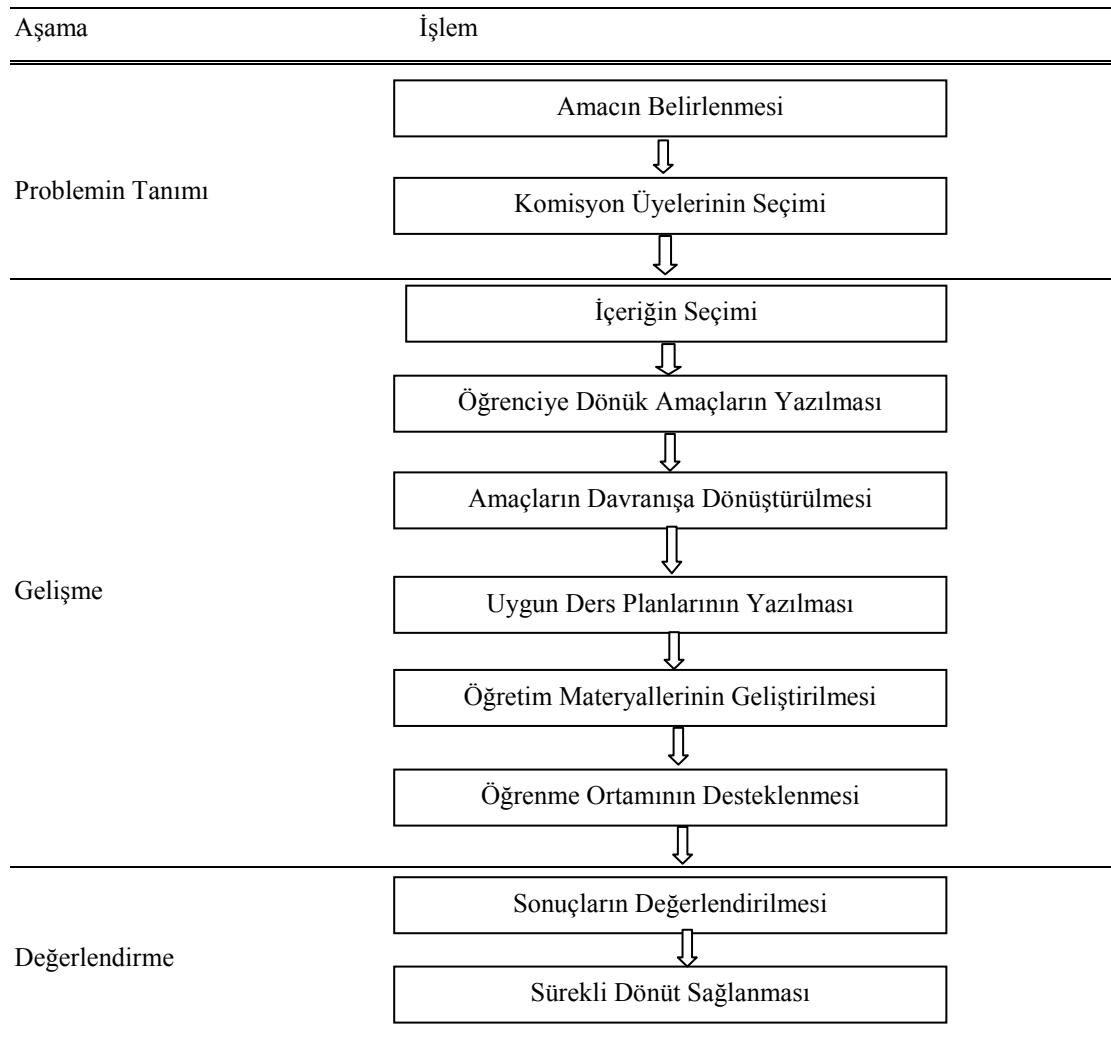 Aşama İşlem
Amacın Belirlenmesi
Problemin Tanımı
Komisyon Üyelerinin Seçimi
İçeriğin Seçimi
Öğrenciye Dönük Amaçların Yazılması
Amaçların Davranışa Dönüştürülmesi
Gelişme
Uygun Ders Planlarının Yazılması
Öğretim Materyallerinin Geliştirilmesi
Öğrenme Ortamının Desteklenmesi
Sonuçların Değerlendirilmesi
Değerlendirme
Sürekli Dönüt Sağlanması